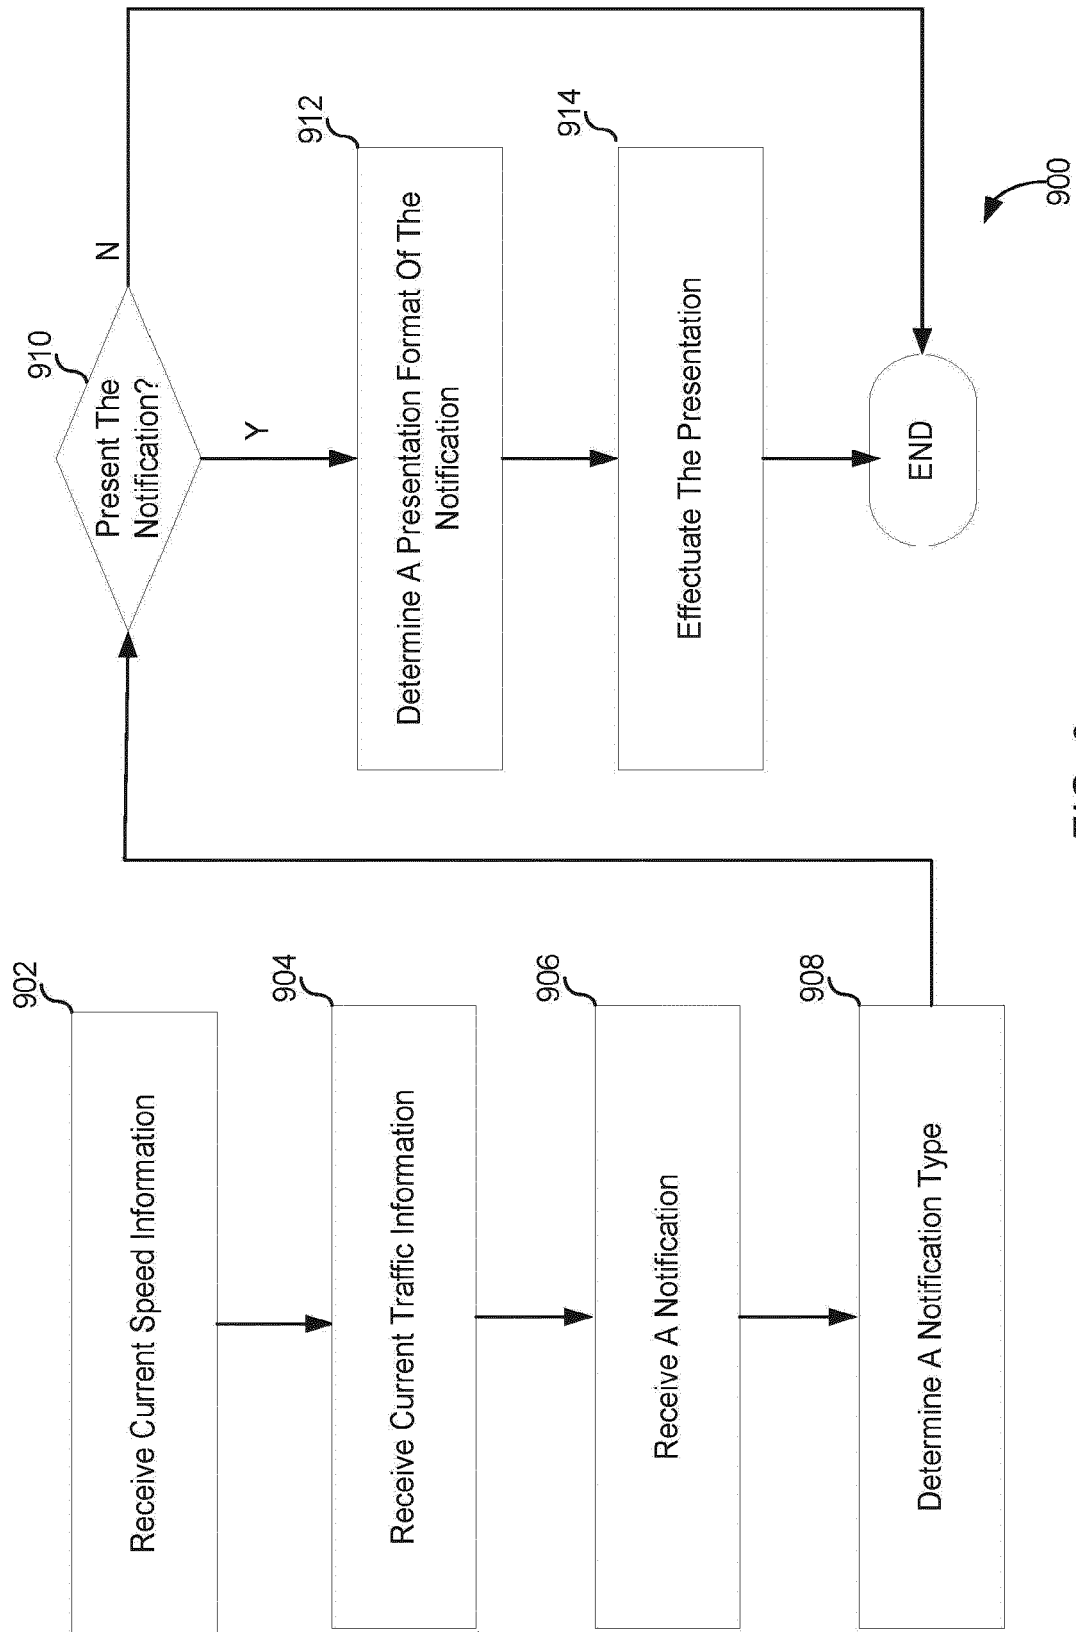 902
Receive Current Speed Information
904
Receive Current Traffic Information
906
Receive A Notification
908
Determine A Notification Type
910
Present The
Notification?
N
Y
912
Determine A Presentation Format Of The
Notification
914
Effectuate The Presentation
END
900